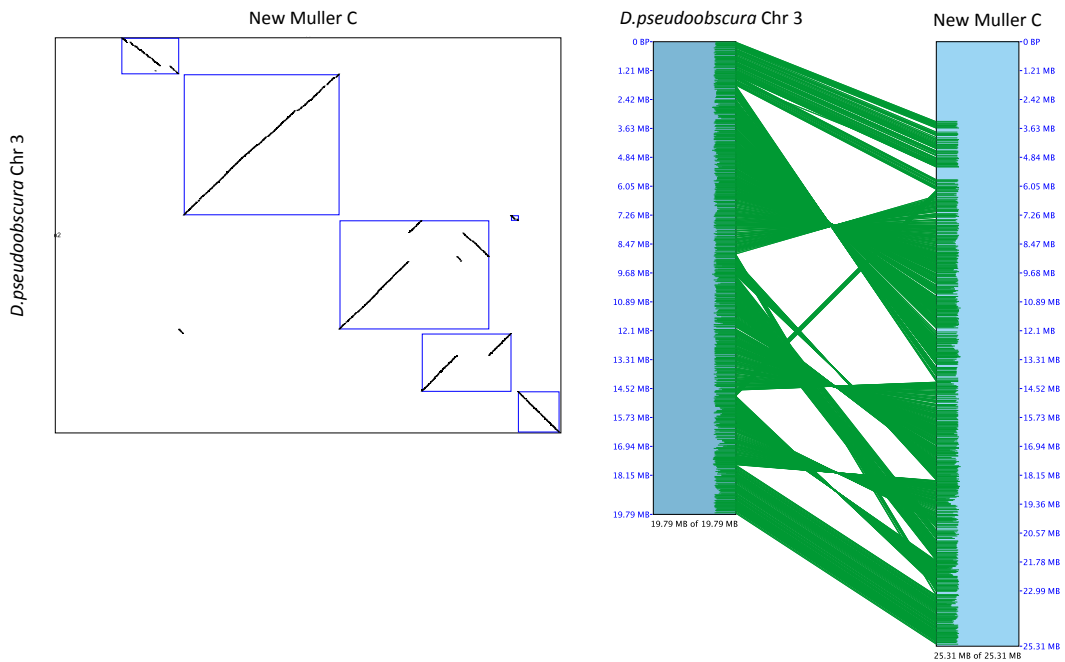 New Muller C
D.pseudoobscura Chr 3
D.pseudoobscura Chr 3
New Muller C
0 BP
1.21 MB
2.42 MB
3.63 MB
4.84 MB
6.05 MB
7.26 MB
8.47 MB
9.68 MB
10.89 MB
12.1 MB
13.31 MB
14.52 MB
15.73 MB
16.94 MB
18.15 MB
19.79 MB
19.79 MB of 19.79 MB
0 BP
1.21 MB
2.42 MB
3.63 MB
4.84 MB
6.05 MB
7.26 MB
8.47 MB
9.68 MB
10.89 MB
12.1 MB
13.31 MB
14.52 MB
15.73 MB
16.94 MB
18.15 MB
19.36 MB
20.57 MB
21.78 MB
22.99 MB
25.31 MB
25.31 MB of 25.31 MB